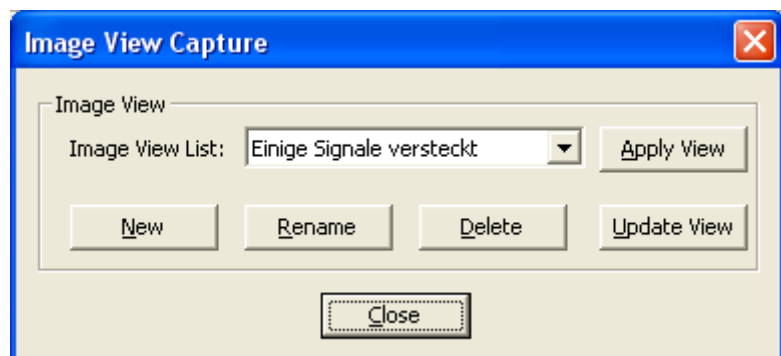 Image View Capture
Image View
Image View List: Einige Signale versteckt Apply View
New Rename Delete Update View
Close